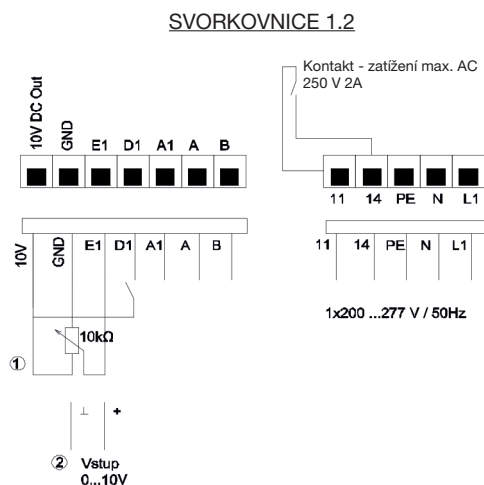 SVORKOVNICE 1.2
Kontakt - zatížení max. AC
250 V 2A
10V DC Out
GND
E1
D1
A1
A
B
11
14
PE
N
L1
10V
GND
E1
D1
A1
A
B
11
14
PE
N
L1
1x200 ...277 V / 50Hz
10kΩ
①
⊥
+
② Vstup
0...10V